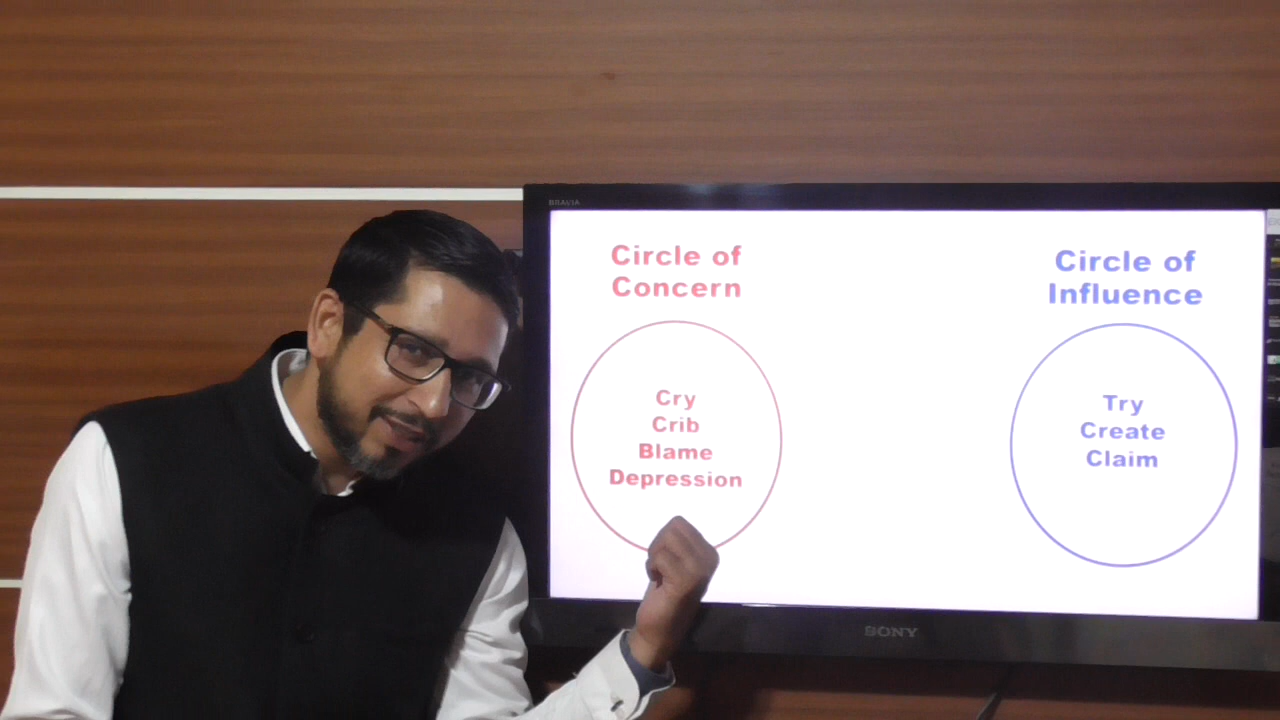 BRAVIA
Circle of
Concern
Cry
Crib
Blame
Depression
Circle of
Influence
Try
Create
Claim
SONY